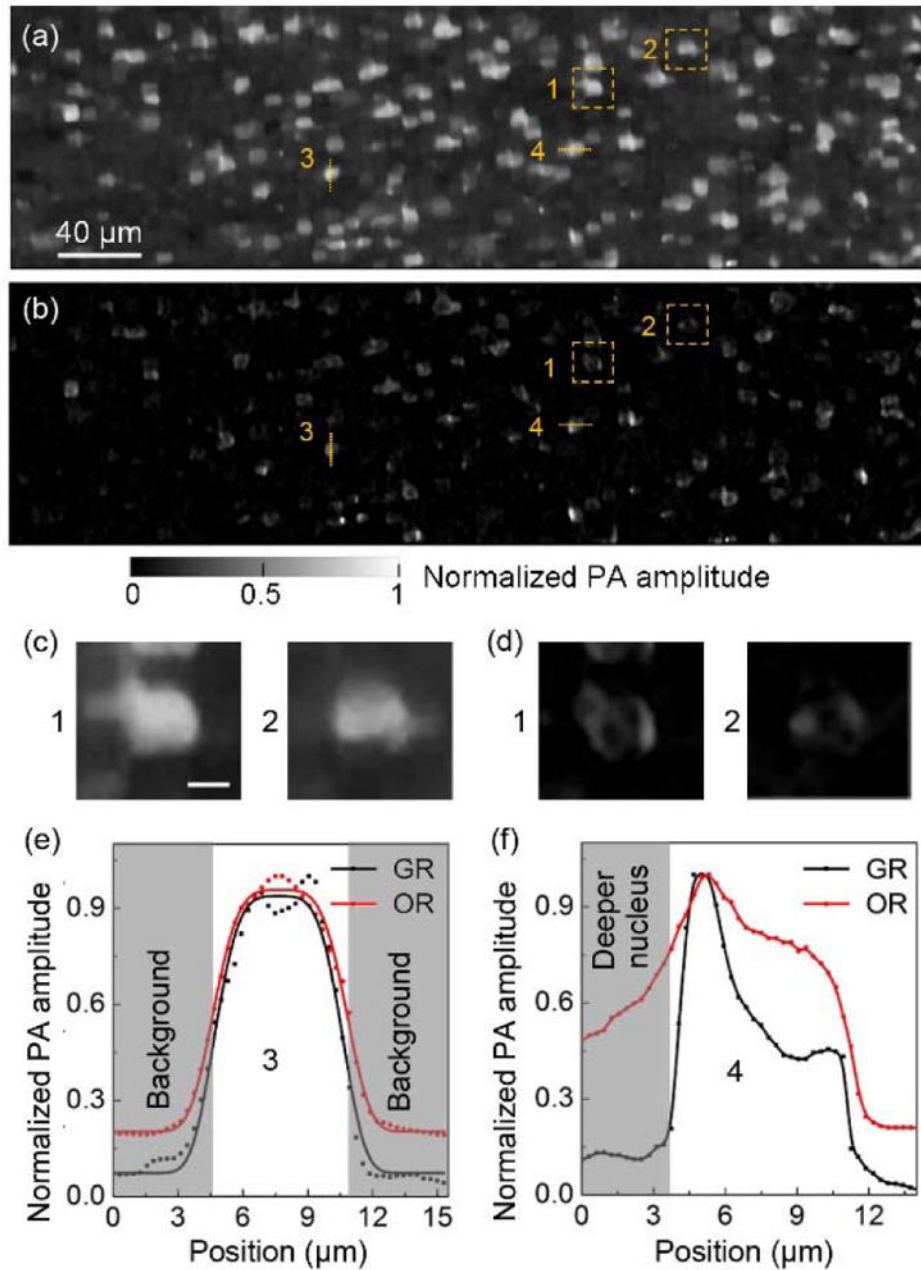 (a)
2
1
4
3
40 µm
(b)
2
1
4
3
0 0.5 1 Normalized PA amplitude
(c) (d)
1 2 1 2
(e)
GR
OR
Normalized PA amplitude
0.9
0.6
0.3
0.0
Background
3
Background
0 3 6 9 12 15
Position (µm)
(f)
GR
OR
Normalized PA amplitude
0.9
0.6
0.3
0.0
Deeper
nucleus
4
0 3 6 9 12
Position (µm)